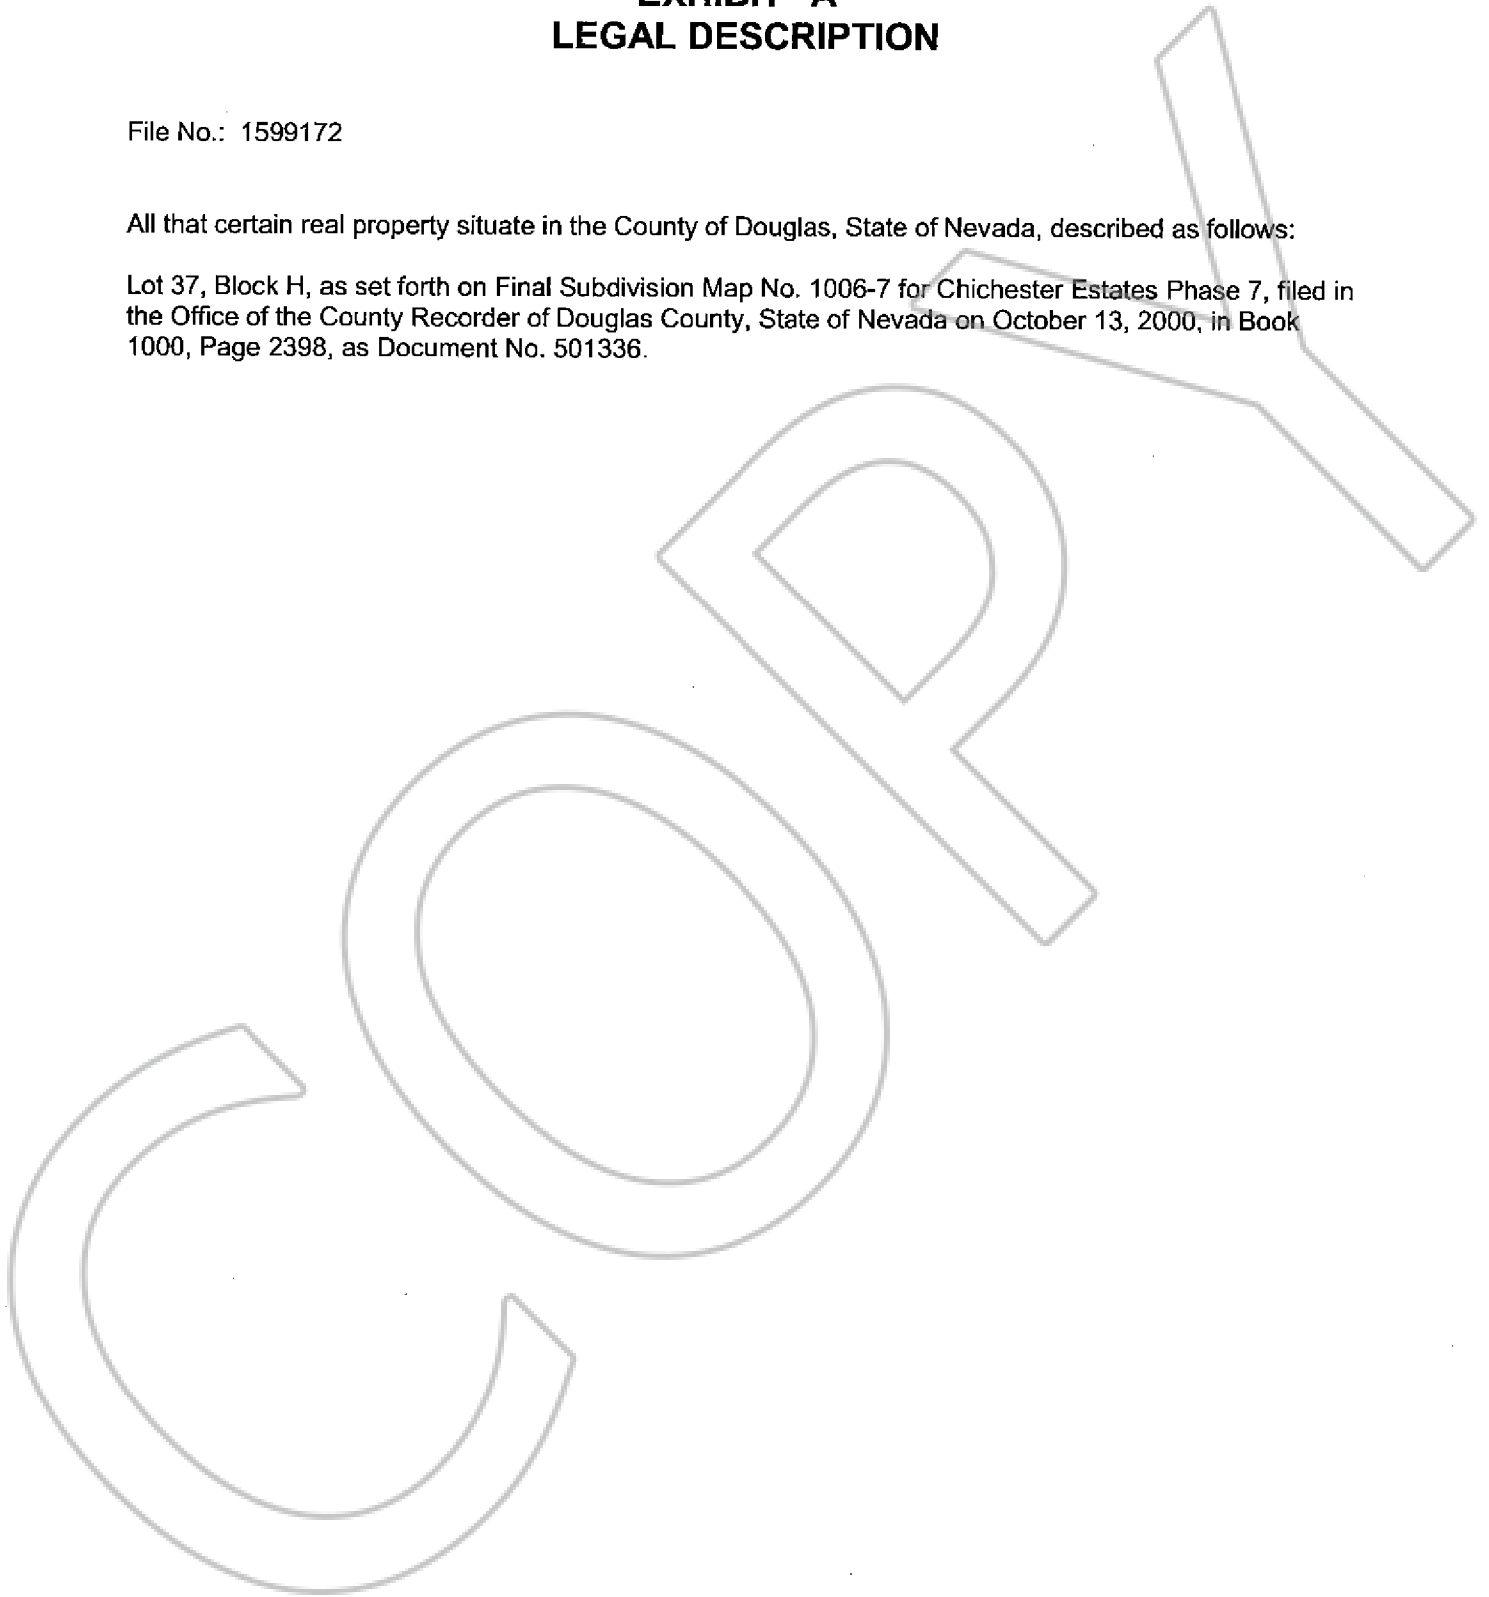 EXHIBIT "A"
LEGAL DESCRIPTION
File No.: 1599172
All that certain real property situate in the County of Douglas, State of Nevada, described as follows:
Lot 37, Block H, as set forth on Final Subdivision Map No. 1006-7 for Chichester Estates Phase 7, filed in
the Office of the County Recorder of Douglas County, State of Nevada on October 13, 2000, in Book
1000, Page 2398, as Document No. 501336.
COPY